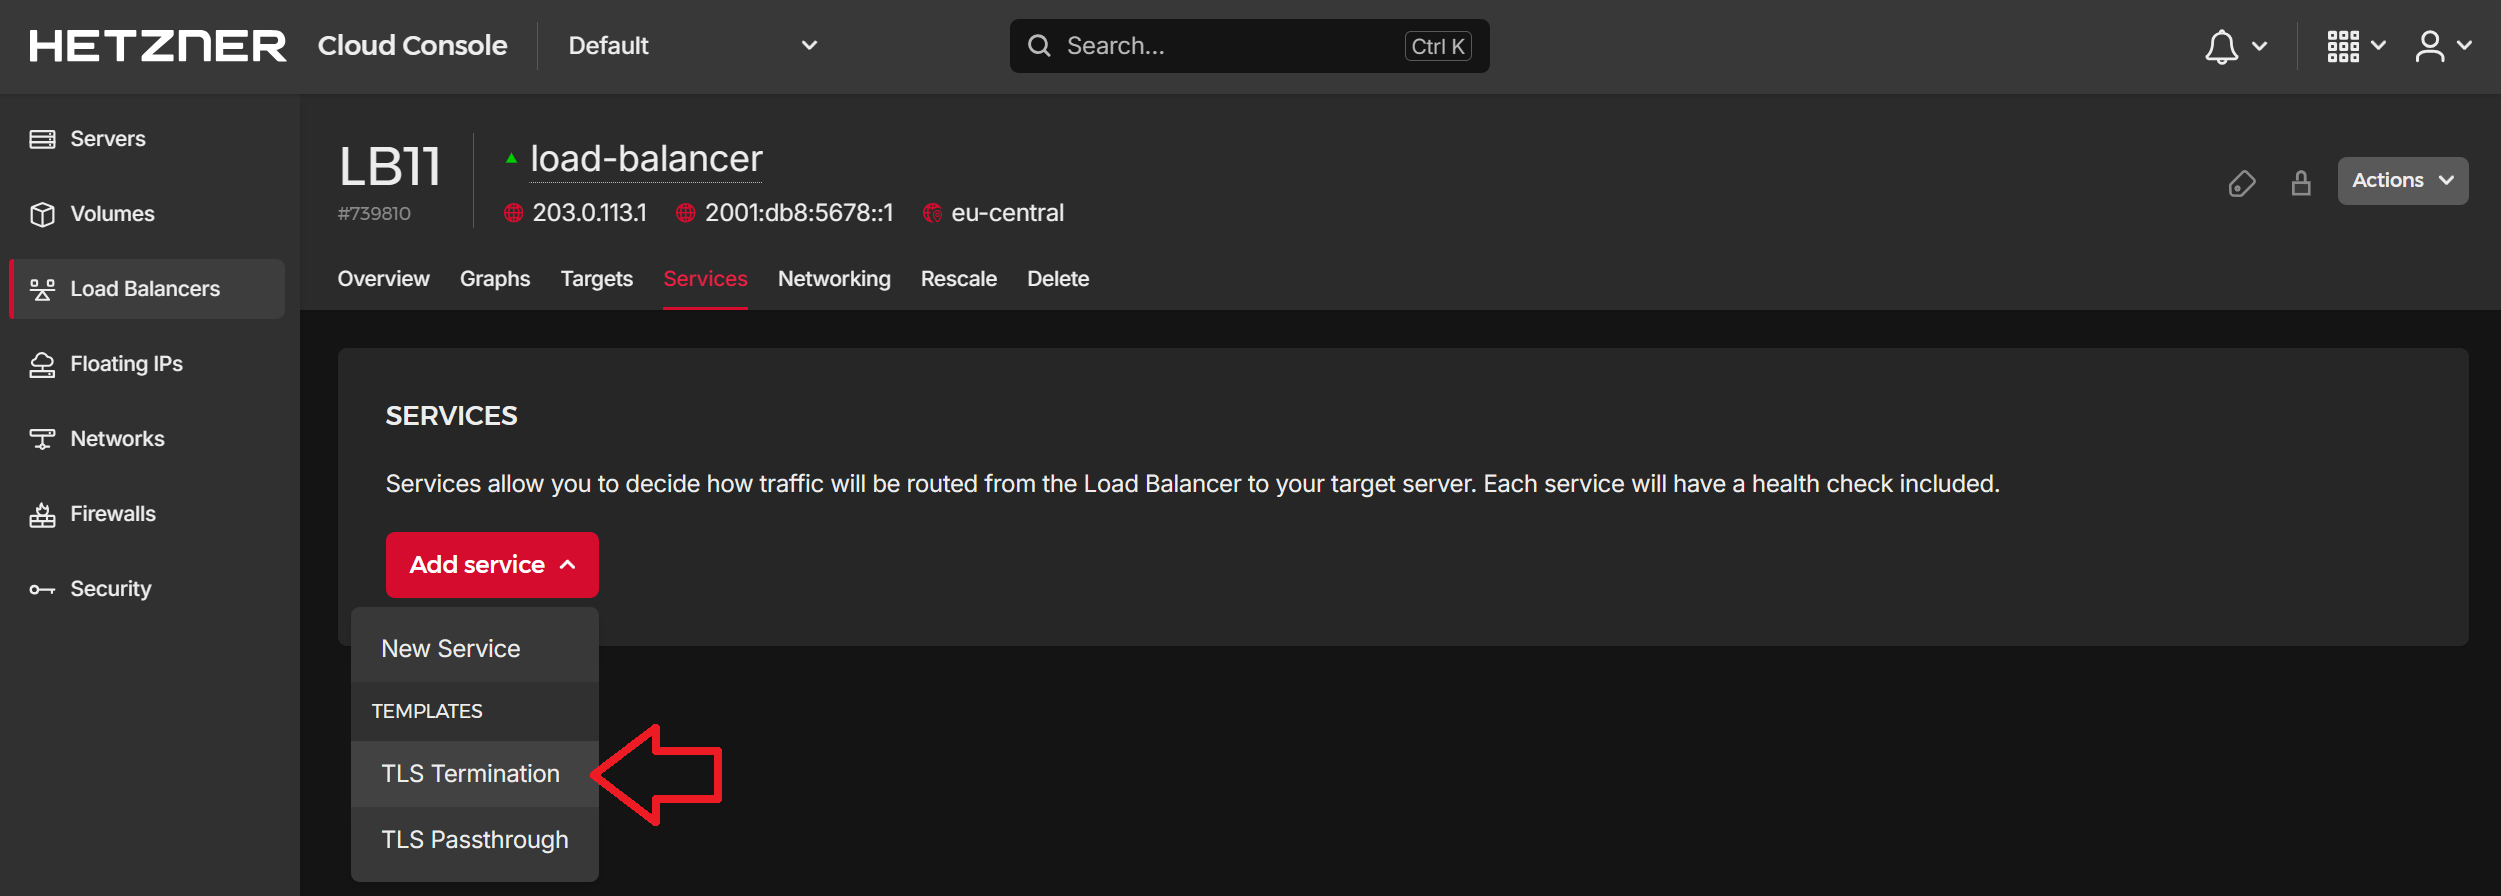 HETZNER Cloud Console Default Search... Ctrl K
Servers
Volumes
Load Balancers
Floating IPs
Networks
Firewalls
Security
LB11
#739810
load-balancer
203.0.113.1 2001:db8:5678::1 eu-central
Actions
Overview Graphs Targets Services Networking Rescale Delete
SERVICES
Services allow you to decide how traffic will be routed from the Load Balancer to your target server. Each service will have a health check included.
Add service
New Service
TEMPLATES
TLS Termination
TLS Passthrough